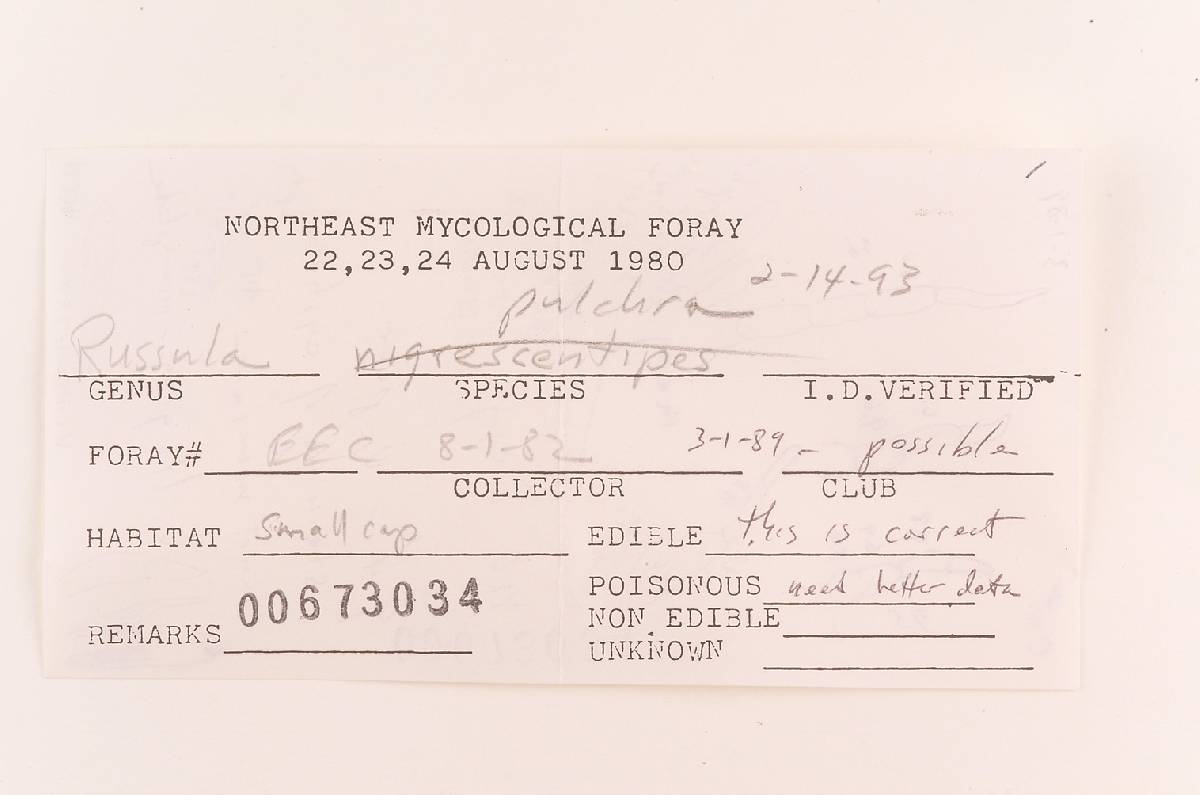 NORTHEAST MYCOLOGICAL FORAY
22,23,24 AUGUST 1980
pulchra 2-14-93
Russula nigrescentipes
GENUS SPECIES I.D.VERIFIED
FORAY# EEC 8-1-82 3-1-89 - possible
COLLECTOR CLUB
HABITAT small cap EDIBLE this is correct
POISONOUS need better data
00673034
NON EDIBLE
REMARKS
UNKNOWN